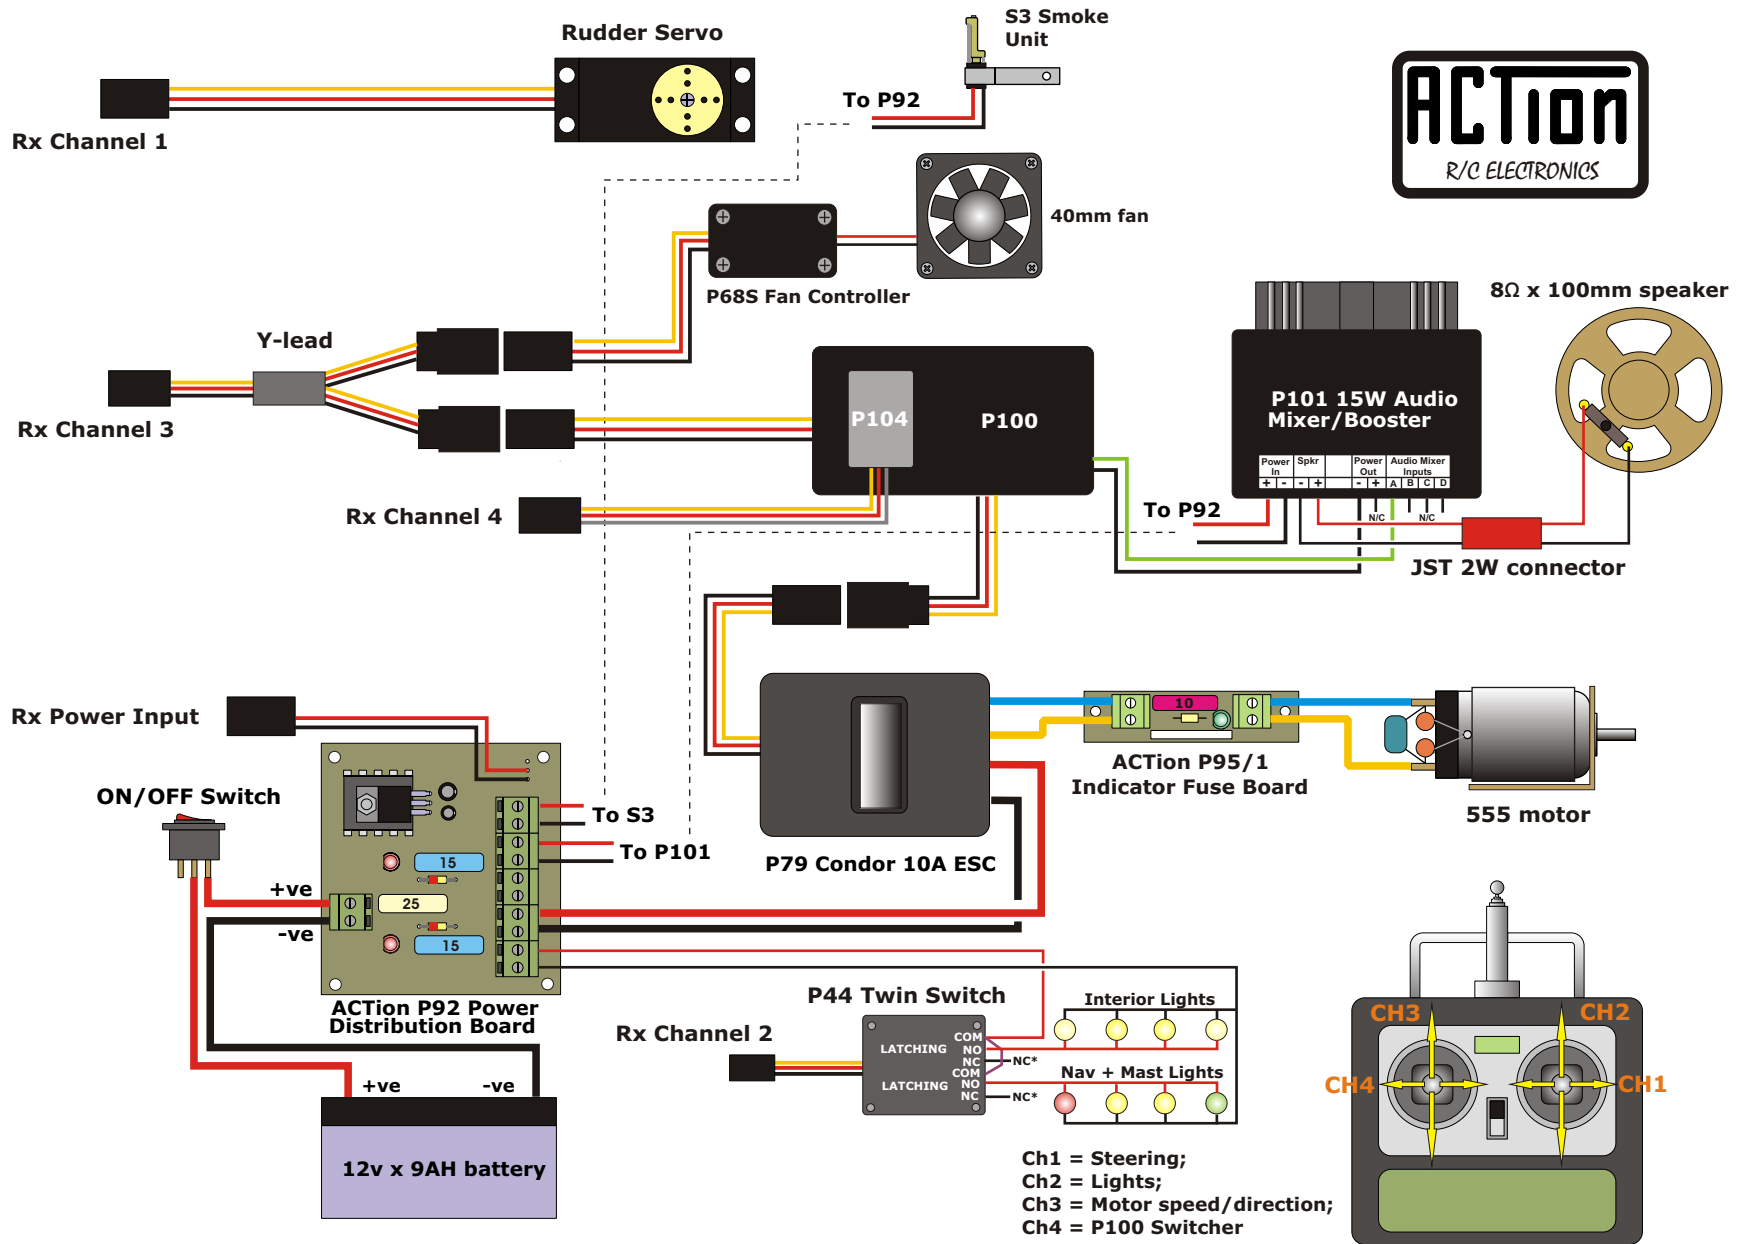 Rudder Servo
S3 Smoke
Unit
ACTion
R/C ELECTRONICS
To P92
Rx Channel 1
40mm fan
P68S Fan Controller
8Ω x 100mm speaker
Y-lead
Rx Channel 3
P104
P100
P101 15W Audio
Mixer/Booster
Power
In
Spkr
Power
Out
Audio Mixer
Inputs
+ - - + - + A B C D
N/C
N/C
Rx Channel 4
To P92
JST 2W connector
Rx Power Input
10
ACTion P95/1
Indicator Fuse Board
555 motor
ON/OFF Switch
To S3
To P101
P79 Condor 10A ESC
15
25
15
+ve
-ve
ACTion P92 Power
Distribution Board
P44 Twin Switch
Rx Channel 2
LATCHING
LATCHING
COM
NO
NC
COM
NO
NC
NC*
NC*
Interior Lights
Nav + Mast Lights
CH3
CH2
CH4
CH1
+ve
-ve
12v x 9AH battery
Ch1 = Steering;
Ch2 = Lights;
Ch3 = Motor speed/direction;
Ch4 = P100 Switcher